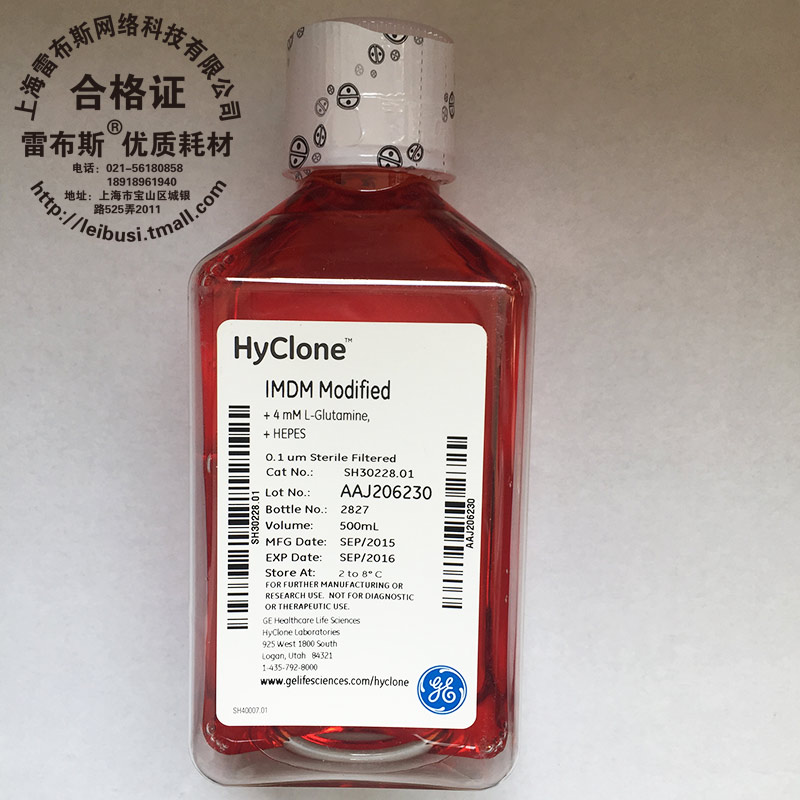 上海雷布斯网络科技有限公司
合格证
雷布斯®优质耗材
电话：021-56180858
18918961940
地址：上海市宝山区城银
路525弄2011
http://leibusi.tmall.com
HyClone™
IMDM Modified
+ 4 mM L-Glutamine,
+ HEPES
0.1 um Sterile Filtered
Cat No.: SH30228.01
Lot No.: AAJ206230
Bottle No.: 2827
Volume: 500mL
MFG Date: SEP/2015
EXP Date: SEP/2016
Store At: 2 to 8° C
FOR FURTHER MANUFACTURING OR
RESEARCH USE. NOT FOR DIAGNOSTIC
OR THERAPEUTIC USE.
GE Healthcare Life Sciences
HyClone Laboratories
925 West 1800 South
Logan, Utah 84321
1-435-792-8000
www.gelifesciences.com/hyclone
GE
SH40007.01
SH30228.01
AAJ206230